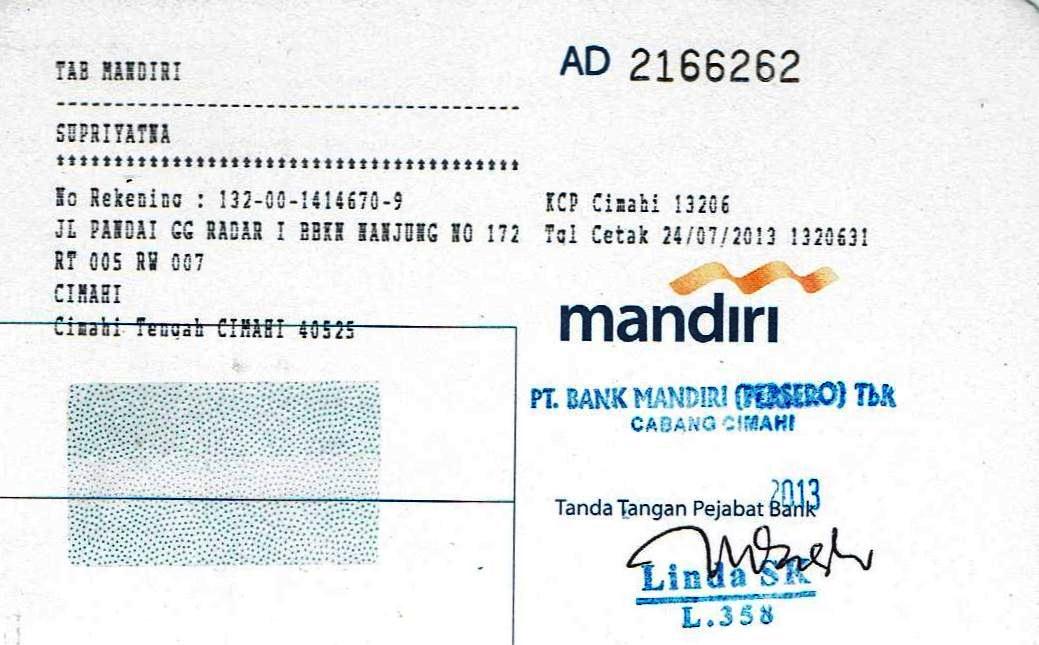 TAB MANDIRI
AD 2166262
----------------------------------------
SUPRIYATNA
****************************************
No Rekening : 132-00-1414670-9
KCP Cimahi 13206
JL PANDAI GG RADAR I BBKN NANJUNG NO 172
Tgl Cetak 24/07/2013 1320631
RT 005 RW 007
CIMAHI
Cimahi Tengah CIMAHI 40525
mandiri
PT. BANK MANDIRI (PERSERO) Tbk
CABANG CIMAHI
2013
Tanda Tangan Pejabat Bank
Linda SK
L.358